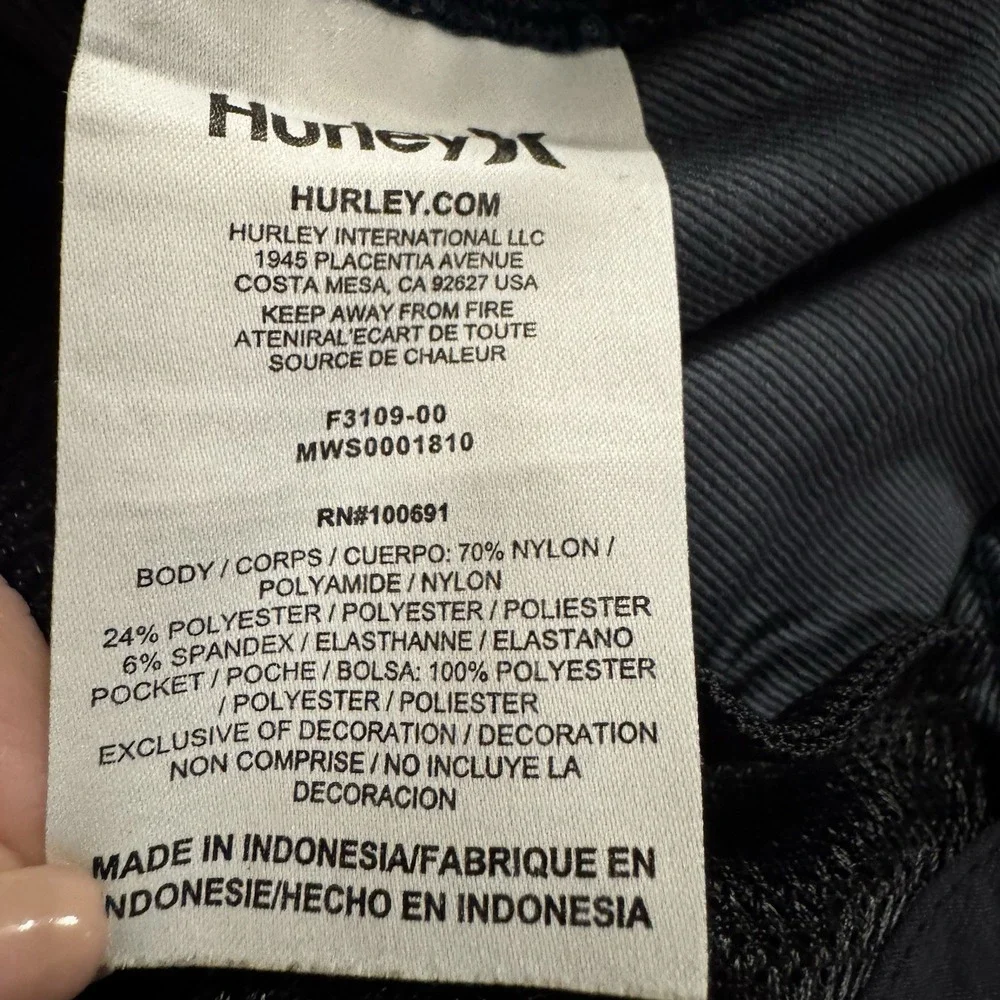 Hurley
HURLEY.COM
HURLEY INTERNATIONAL LLC
1945 PLACENTIA AVENUE
COSTA MESA, CA 92627 USA
KEEP AWAY FROM FIRE
ATENIRAL'ECART DE TOUTE
SOURCE DE CHALEUR
F3109-00
MWS0001810
RN#100691
BODY / CORPS / CUERPO: 70% NYLON /
POLYAMIDE / NYLON
24% POLYESTER / POLYESTER / POLIESTER
6% SPANDEX / ELASTHANNE / ELASTANO
POCKET / POCHE / BOLSA: 100% POLYESTER
/ POLYESTER / POLIESTER
EXCLUSIVE OF DECORATION / DECORATION
NON COMPRISE / NO INCLUYE LA
DECORACION
MADE IN INDONESIA/FABRIQUE EN
NDONESIE/HECHO EN INDONESIA